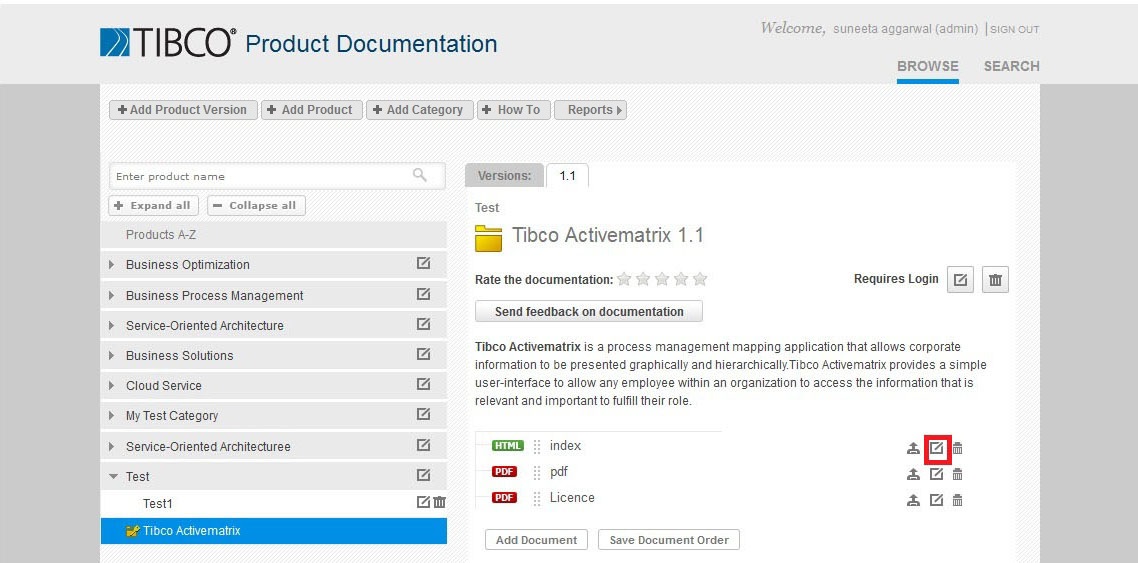 TIBCO® Product Documentation
Welcome, suneeta aggarwal (admin) | SIGN OUT
BROWSE SEARCH
+ Add Product Version + Add Product + Add Category + How To Reports
Enter product name
+ Expand all - Collapse all
Products A-Z
Business Optimization
Business Process Management
Service-Oriented Architecture
Business Solutions
Cloud Service
My Test Category
Service-Oriented Architecturee
Test
Test1
Tibco Activematrix
Versions: 1.1
Test
Tibco Activematrix 1.1
Rate the documentation: Requires Login
Send feedback on documentation
Tibco Activematrix is a process management mapping application that allows corporate
information to be presented graphically and hierarchically.Tibco Activematrix provides a simple
user-interface to allow any employee within an organization to access the information that is
relevant and important to fulfill their role.
HTML index
PDF pdf
PDF Licence
Add Document Save Document Order